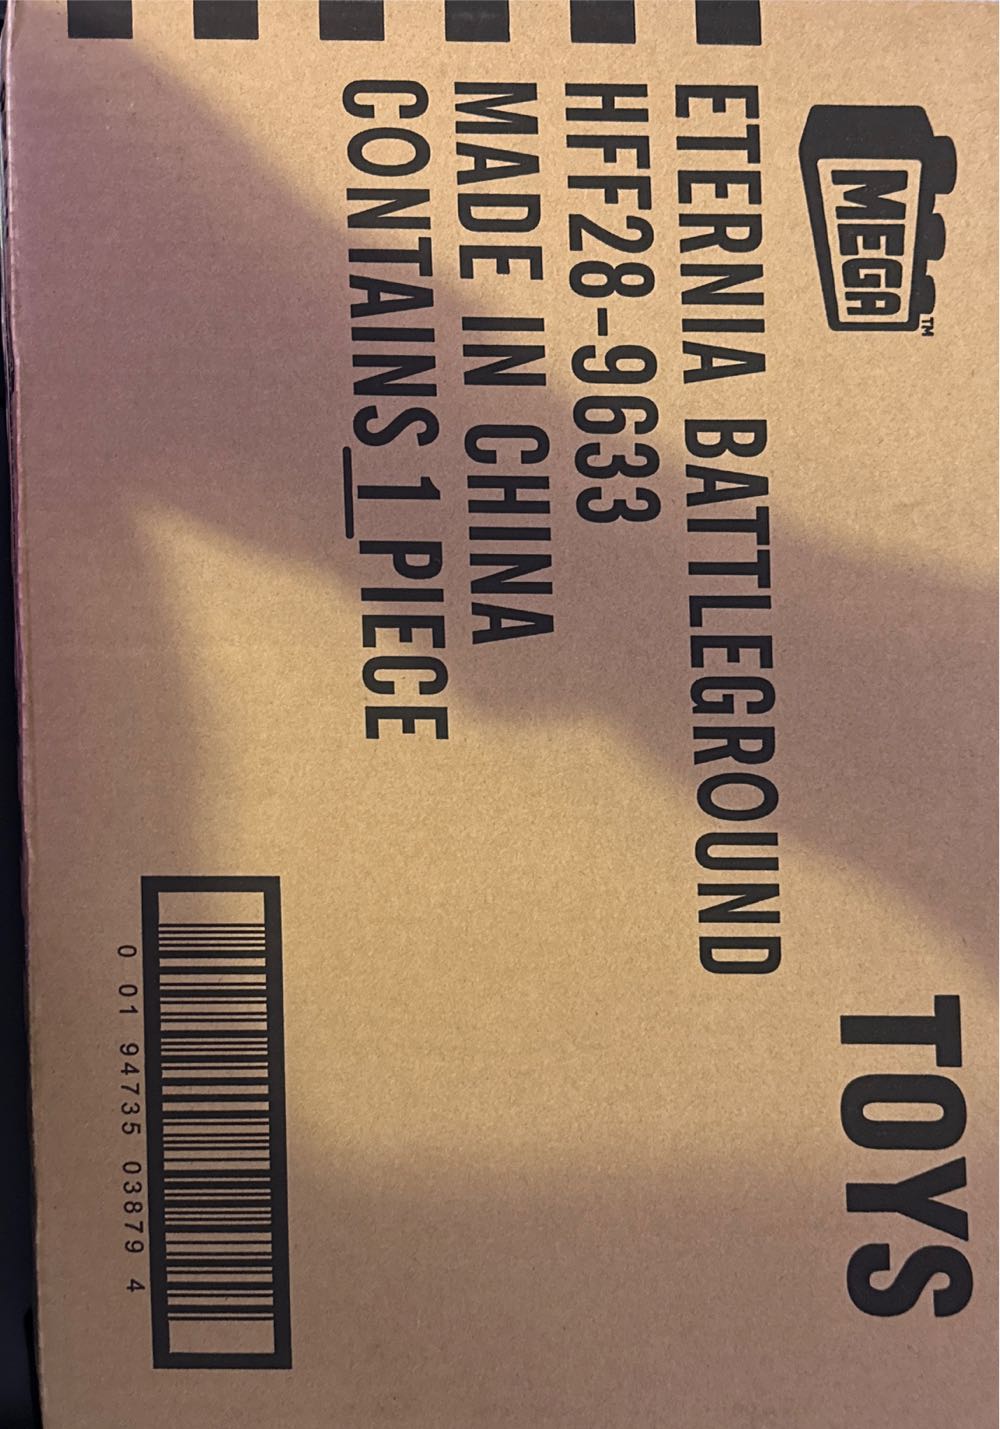 MEGA™
TOYS
ETERNIA BATTLEGROUND
HFF28-9633
MADE IN CHINA
CONTAINS 1 PIECE
0 01 94735 03879 4